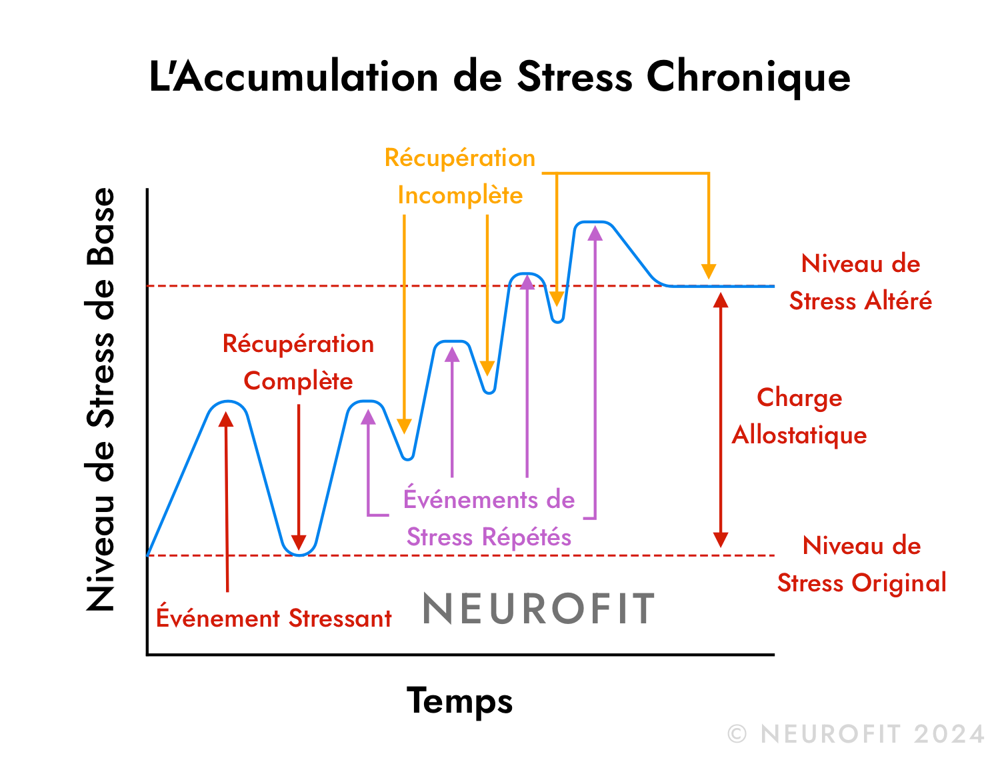 L'Accumulation de Stress Chronique
Récupération
Incomplète
Niveau de Stress de Base
Niveau de
Stress Altéré
Récupération
Complète
Charge
Allostatique
Événements de
Stress Répétés
Niveau de
Stress Original
Événement Stressant
NEUROFIT
Temps
© NEUROFIT 2024